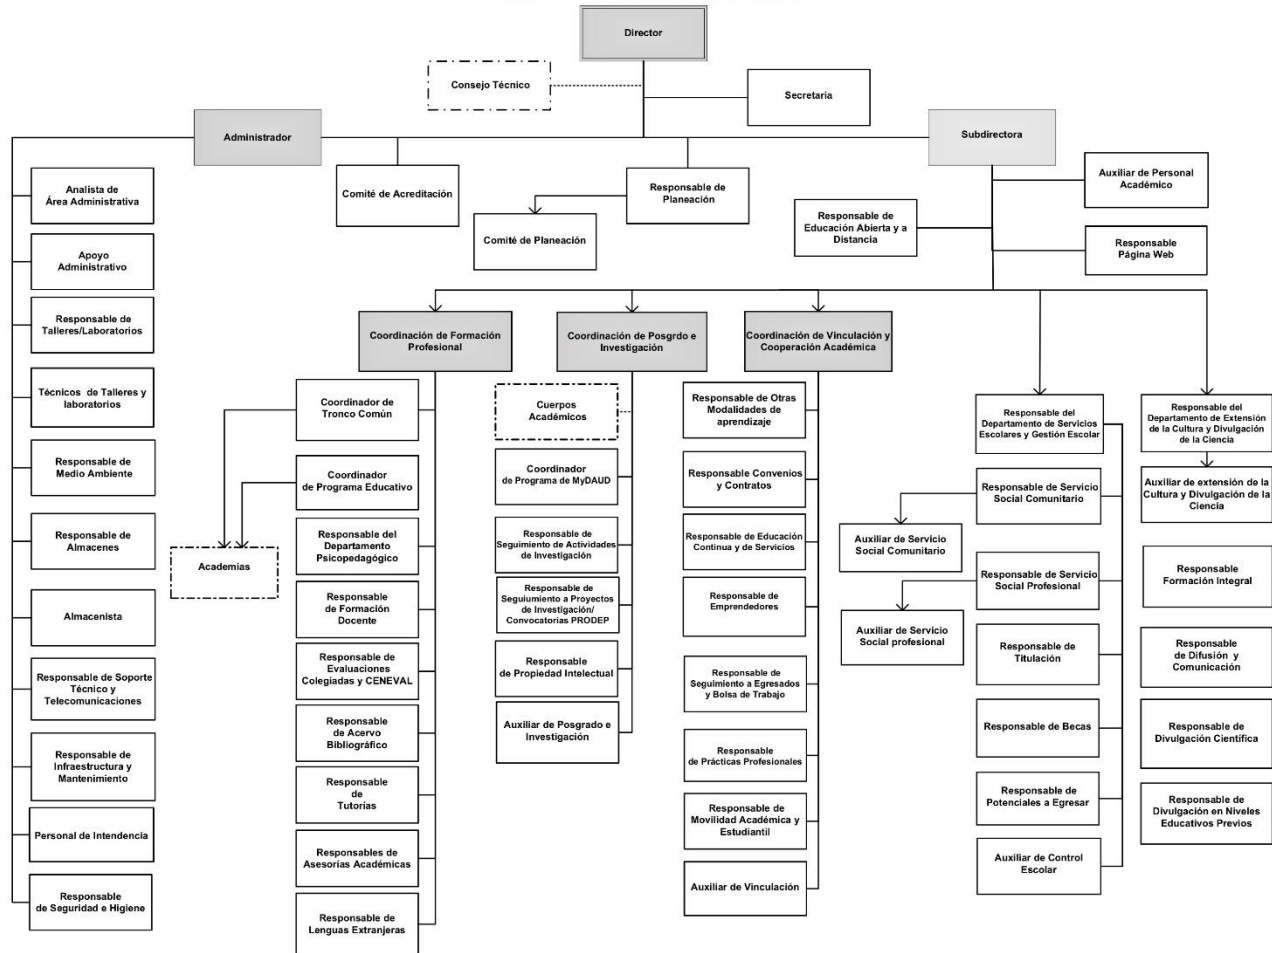 Director
Consejo Técnico
Secretaria
Administrador
Subdirectora
Comité de Acreditación
Responsable de
Planeación
Comité de Planeación
Auxiliar de Personal
Académico
Responsable de
Educación Abierta y a
Distancia
Responsable
Página Web
Analista de
Área Administrativa
Apoyo
Administrativo
Responsable de
Talleres/Laboratorios
Técnicos de Talleres y
laboratorios
Responsable de
Medio Ambiente
Responsable de
Almacenes
Almacenista
Responsable de Soporte
Técnico y
Telecomunicaciones
Responsable de
Infraestructura y
Mantenimiento
Personal de Intendencia
Responsable
de Seguridad e Higiene
Academias
Coordinación de Formación
Profesional
Coordinador de
Tronco Común
Coordinador
de Programa Educativo
Responsable del
Departamento
Psicopedagógico
Responsable
de Formación
Docente
Responsable de
Evaluaciones
Colegiadas y CENEVAL
Responsable
de Acervo
Bibliográfico
Responsable
de
Tutorías
Responsables de
Asesorías Académicas
Responsable de
Lenguas Extranjeras
Coordinación de Posgrdo e
Investigación
Cuerpos
Académicos
Coordinador
de Programa de MyDAUD
Responsable de
Seguimiento de Actividades
de Investigación
Responsable de
Seguiumiento a Proyectos
de Investigación/
Convocatorias PRODEP
Responsable
de Propiedad Intelectual
Auxiliar de Posgrado e
Investigación
Coordinación de Vinculación y
Cooperación Académica
Responsable de Otras
Modalidades de
aprendizaje
Responsable Convenios
y Contratos
Responsable de Educación
Continua y de Servicios
Responsable de
Emprendedores
Responsable de
Seguimiento a Egresados
y Bolsa de Trabajo
Responsable
de Prácticas Profesionales
Responsable de
Movilidad Académica y
Estudiantil
Auxiliar de Vinculación
Responsable del
Departamento de Servicios
Escolares y Gestión Escolar
Responsable de Servicio
Social Comunitario
Auxiliar de Servicio
Social Comunitario
Responsable de Servicio
Social Profesional
Auxiliar de Servicio
Social profesional
Responsable de
Titulación
Responsable de Becas
Responsable de
Potenciales a Egresar
Auxiliar de Control
Escolar
Responsable del
Departamento de Extensión
de la Cultura y Divulgación
de la Ciencia
Auxiliar de extensión de la
Cultura y Divulgación de la
Ciencia
Responsable
Formación Integral
Responsable
de Difusión y
Comunicación
Responsable de
Divulgación Científica
Responsable de
Divulgación en Niveles
Educativos Previos